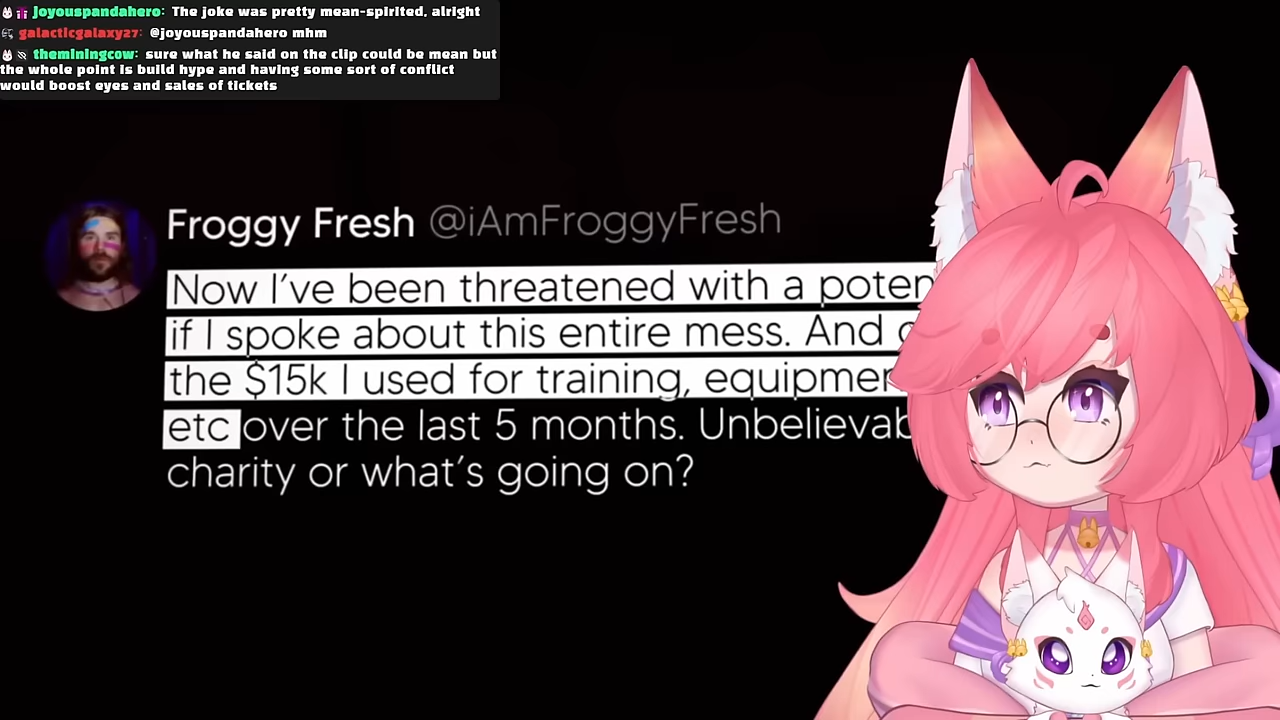 joyouspandahero: The joke was pretty mean-spirited, alright
galacticgalaxy27: @joyouspandahero mhm
theminingcow: sure what he said on the clip could be mean but
the whole point is build hype and having some sort of conflict
would boost eyes and sales of tickets
Froggy Fresh @iAmFroggyFresh
Now I've been threatened with a poten
if I spoke about this entire mess. And
the $15k I used for training, equipmen
etc over the last 5 months. Unbelievab
charity or what's going on?